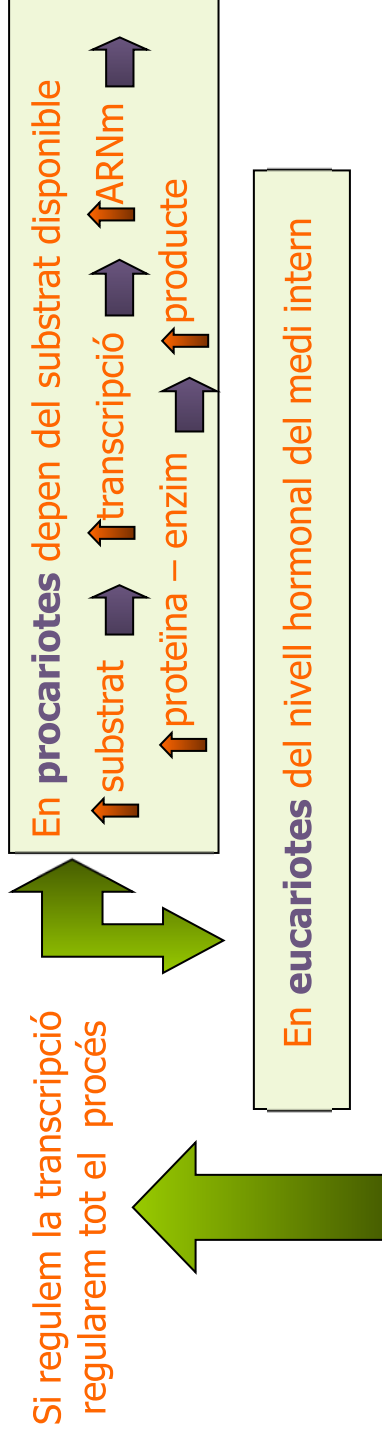 Si regulem la transcripció
regularem tot el procés
En procariotes depen del substrat disponible
substrat transcripció ARNm
proteïna – enzim producte
En eucariotes del nivell hormonal del medi intern